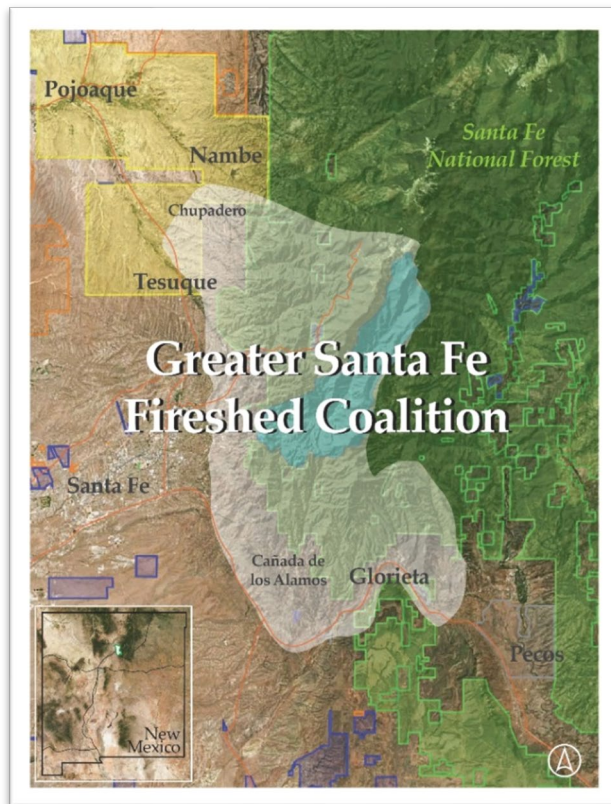 Pojoaque
Santa Fe
National Forest
Nambe
Chupadero
Tesuque
Greater Santa Fe
Fireshed Coalition
Santa Fe
Cañada de
los Alamos
Glorieta
Pecos
New
Mexico